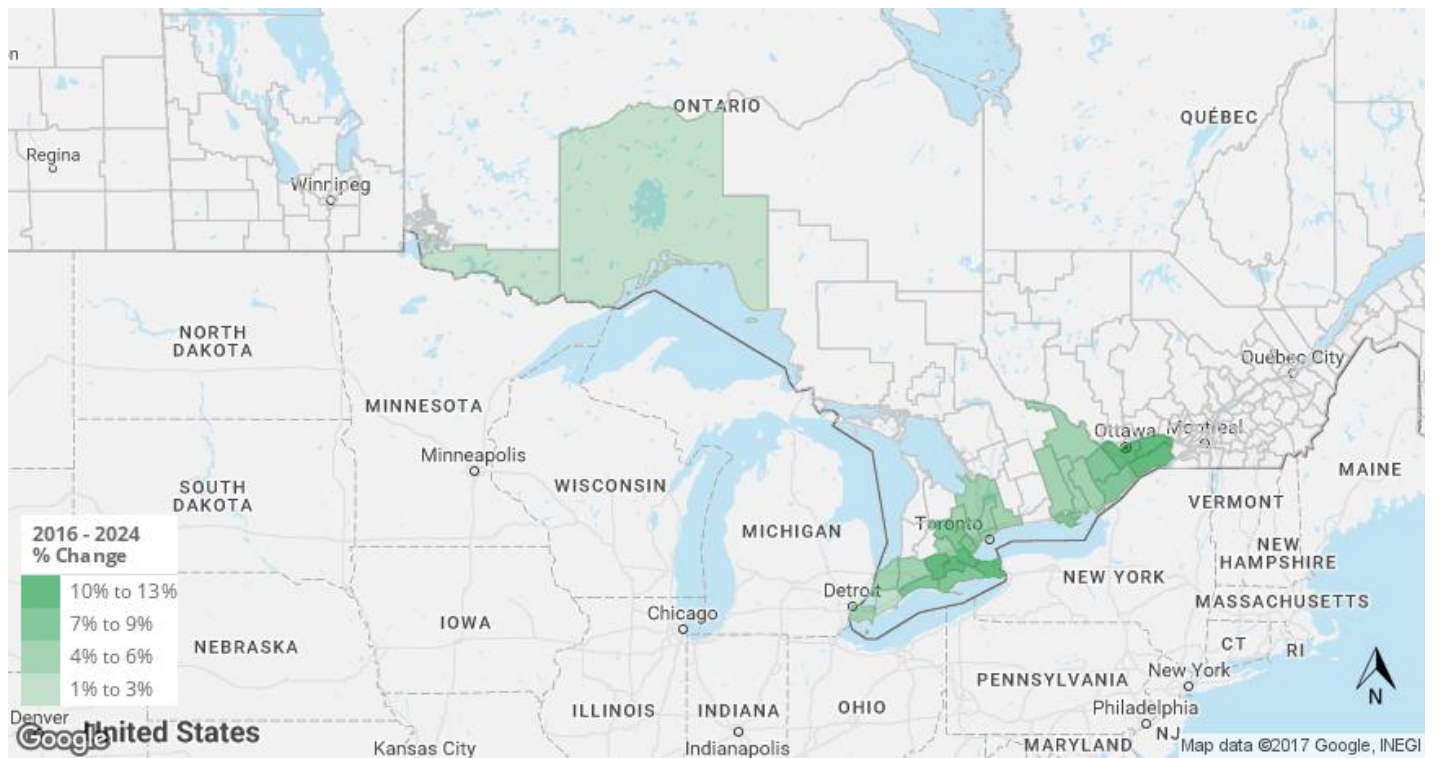 n
ONTARIO
QUÉBEC
Regina
Winnipeg
NORTH
DAKOTA
Québec City
MINNESOTA
Ottawa
Montréal
Minneapolis
MAINE
WISCONSIN
SOUTH
DAKOTA
VERMONT
Toronto
MICHIGAN
2016 - 2024
% Change
NEW
HAMPSHIRE
NEW YORK
10% to 13%
Detroit
MASSACHUSETTS
Chicago
IOWA
7% to 9%
CT
RI
NEBRASKA
4% to 6%
New York
PENNSYLVANIA
N
1% to 3%
ILLINOIS
INDIANA
OHIO
Philadelphia
Denver
United States
Google
NJ
Kansas City
Indianapolis
MARYLAND
Map data ©2017 Google, INEGI